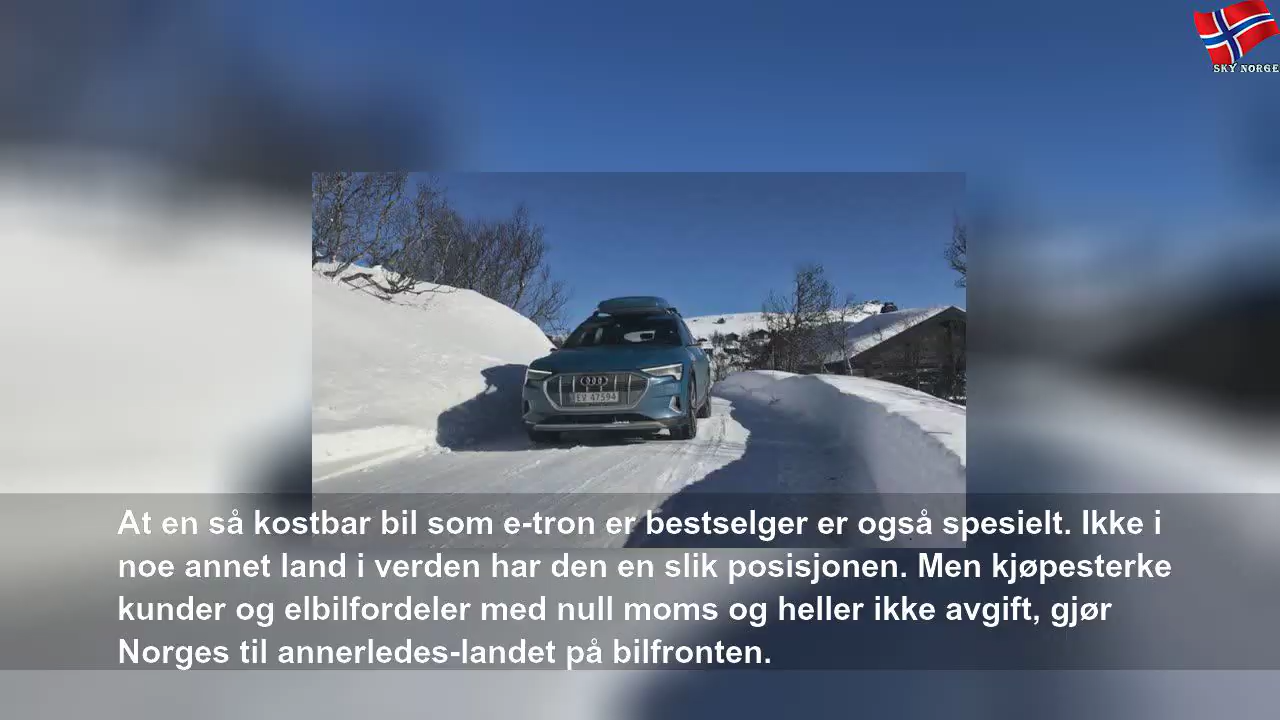 SKY NORGE
EV 47594
At en så kostbar bil som e-tron er bestselger er også spesielt. Ikke i
noe annet land i verden har den en slik posisjonen. Men kjøpesterke
kunder og elbilfordeler med null moms og heller ikke avgift, gjør
Norges til annerledes-landet på bilfronten.